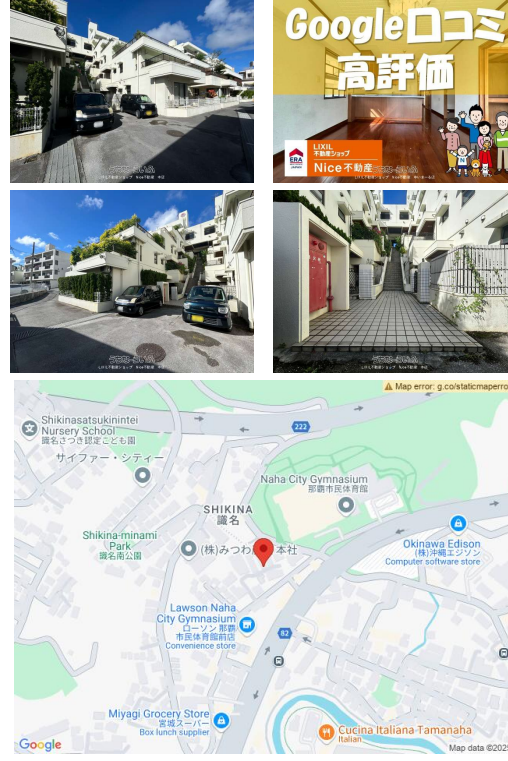 Google口コミ
高評価
LIXIL
不動産ショップ
ERA
Nice不動産
⚠ Map error: g.co/staticmaperro
222
Shikinasatsukinintei
Nursery School
識名さつき認定こども園
サイファー・シティー
Naha City Gymnasium
那覇市民体育館
SHIKINA
識名
Shikina-minami
Park
識名南公園
(株)みつわ
本社
Okinawa Edison
(株)沖縄エジソン
Computer software store
Lawson Naha
City Gymnasium
ローソン 那覇
市民体育館前店
Convenience store
82
Miyagi Grocery Store
宮城スーパー
Box lunch supplier
Cucina Italiana Tamanaha
Italian
Google
Map data ©2025